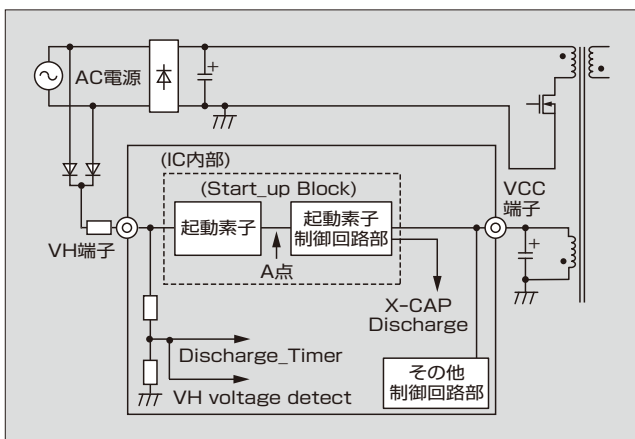 AC電源
+
(IC内部)
(Start_up Block)
VCC
端子
起動素子
起動素子
制御回路部
+
VH端子
A点
X-CAP
Discharge
Discharge_Timer
その他
制御回路部
VH voltage detect